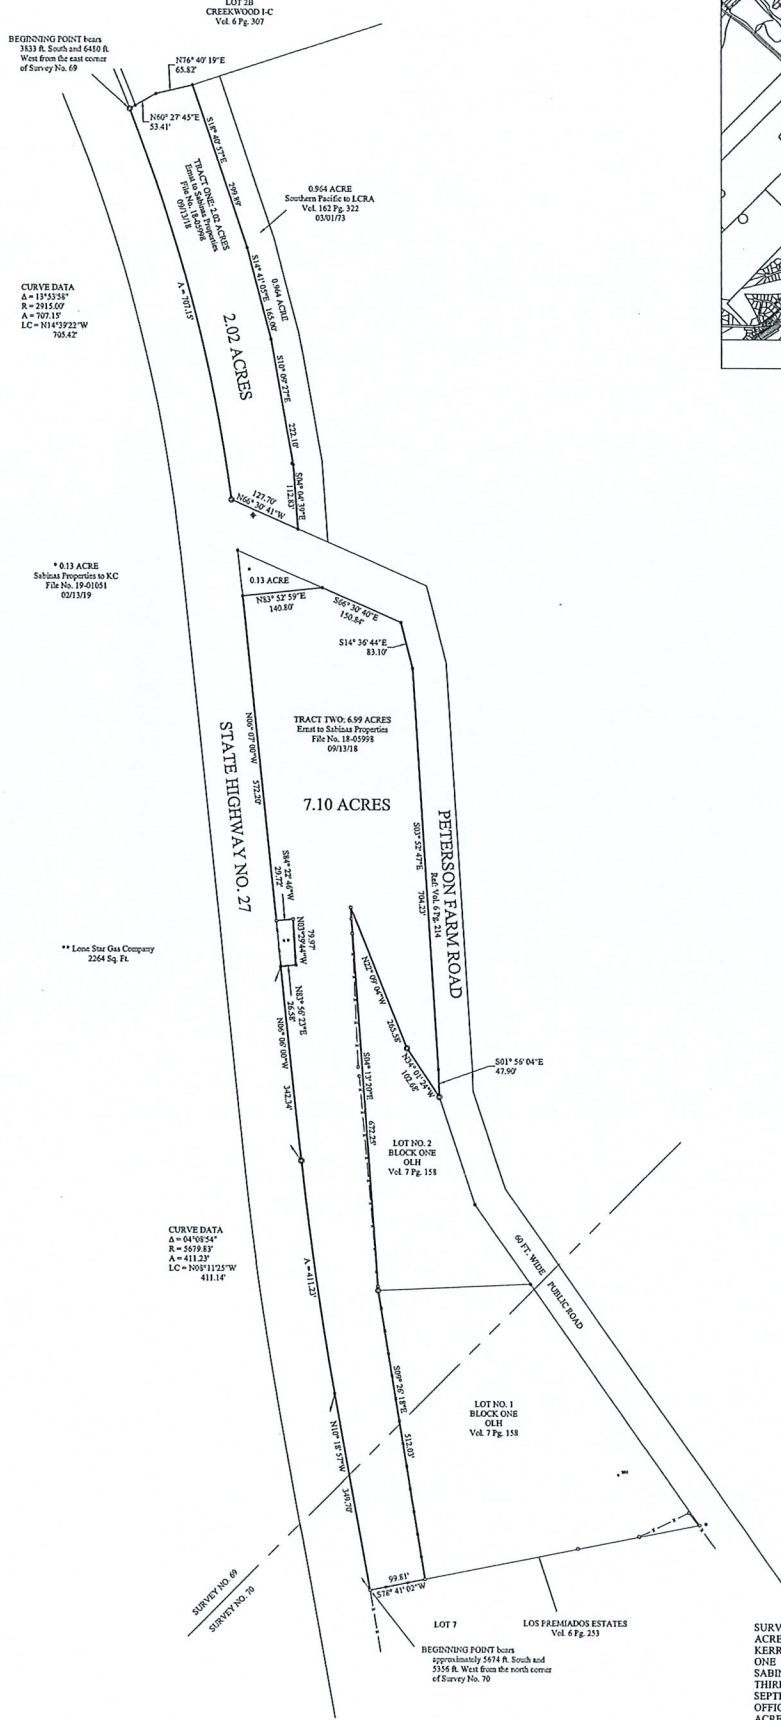 LOT 2B
CREEKWOOD I-C
Vol. 6 Pg. 307
BEGINNING POINT bears
3833 ft. South and 6480 ft.
West from the east corner
of Survey No. 69
N76° 40' 19"E
65.82'
N60° 27' 45"E
53.41'
S18° 40' 57"E
299.89'
TRACT ONE: 2.02 ACRES
Ernst to Sabinas Properties
File No. 18-05998
09/13/18
0.964 ACRE
Southern Pacific to LCRA
Vol. 162 Pg. 322
03/01/73
CURVE DATA
Δ = 13°53'58"
R = 2915.00'
A = 707.15'
LC = N14°39'22"W
705.42'
A = 707.15'
S14° 41' 05"E 165.00'
0.964 ACRE
2.02 ACRES
S10° 09' 27"E
222.10'
S04° 04' 39"E
112.83'
127.70'
N66° 30' 41"W
* 0.13 ACRE
Sabinas Properties to KC
File No. 19-01051
02/13/19
*
0.13 ACRE
N83° 52' 59"E
140.80'
S66° 30' 40"E
150.84'
S14° 36' 44"E
83.10'
TRACT TWO: 6.99 ACRES
Ernst to Sabinas Properties
File No. 18-05998
09/13/18
N06° 07' 00"W 572.20'
STATE HIGHWAY NO. 27
7.10 ACRES
S03° 52' 47"E
704.23'
PETERSON FARM ROAD
Ref: Vol. 6 Pg. 214
S84° 22' 46"W
29.72'
79.97'
N03°29'44"W
**
** Lone Star Gas Company
2264 Sq. Ft.
N83° 56' 23"E
26.58'
N06° 06' 00"W 342.34'
N22° 09' 04"W
265.58'
N34° 01' 24"W
102.68'
S01° 56' 04"E
47.90'
S04° 13' 20"E
672.25'
LOT NO. 2
BLOCK ONE
OLH
Vol. 7 Pg. 158
CURVE DATA
Δ = 04°08'54"
R = 5679.83'
A = 411.23'
LC = N08°11'25"W
411.14'
A = 411.23'
60 FT. WIDE PUBLIC ROAD
S09° 26' 18"E
512.03'
LOT NO. 1
BLOCK ONE
OLH
Vol. 7 Pg. 158
N10° 18' 57"W
349.70'
SURVEY NO. 69
SURVEY NO. 70
99.81'
S78° 41' 02"W
LOT 7
LOS PREMIADOS ESTATES
Vol. 6 Pg. 253
BEGINNING POINT bears
approximately 5674 ft. South and
5356 ft. West from the north corner
of Survey No. 70
SURV
ACRE
KERR
ONE
SABIN
THIRI
SEPTE
OFFIC
ACRE